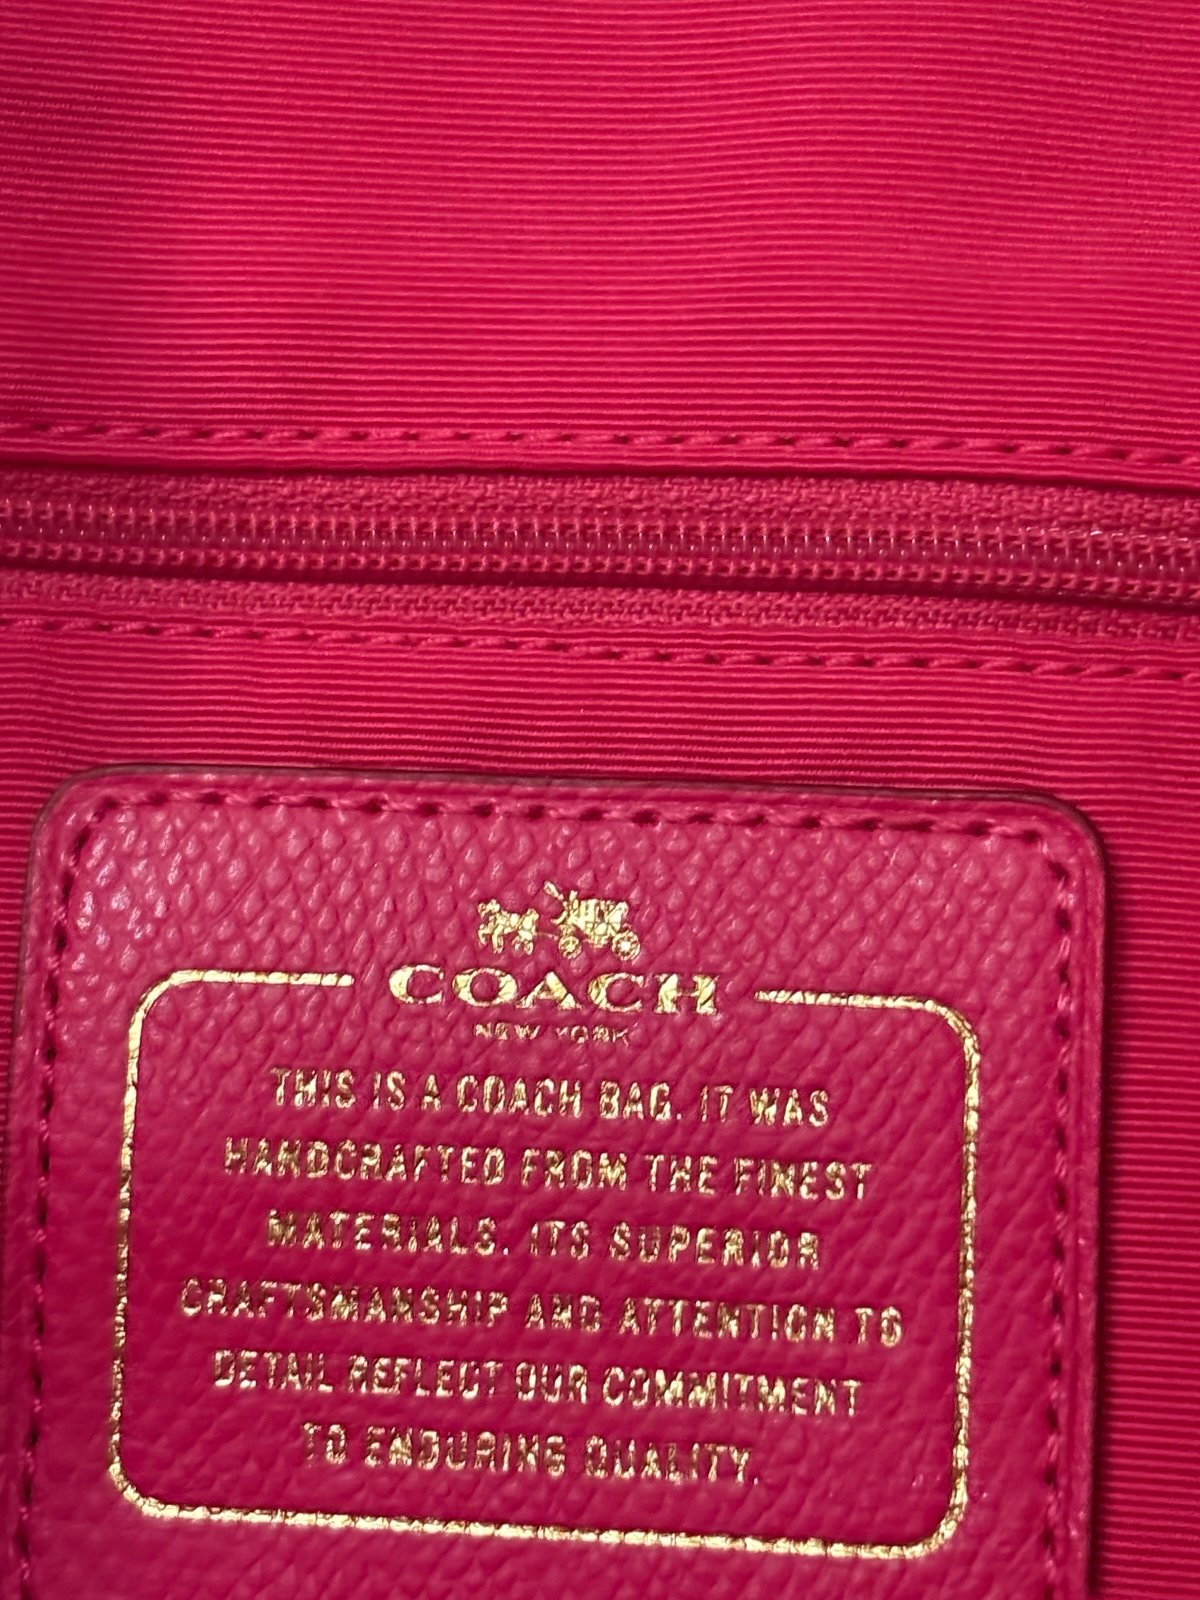 COACH
NEW YORK
THIS IS A COACH BAG. IT WAS
HANDCRAFTED FROM THE FINEST
MATERIALS. ITS SUPERIOR
CRAFTSMANSHIP AND ATTENTION TO
DETAIL REFLECT OUR COMMITMENT
TO ENDURING QUALITY.